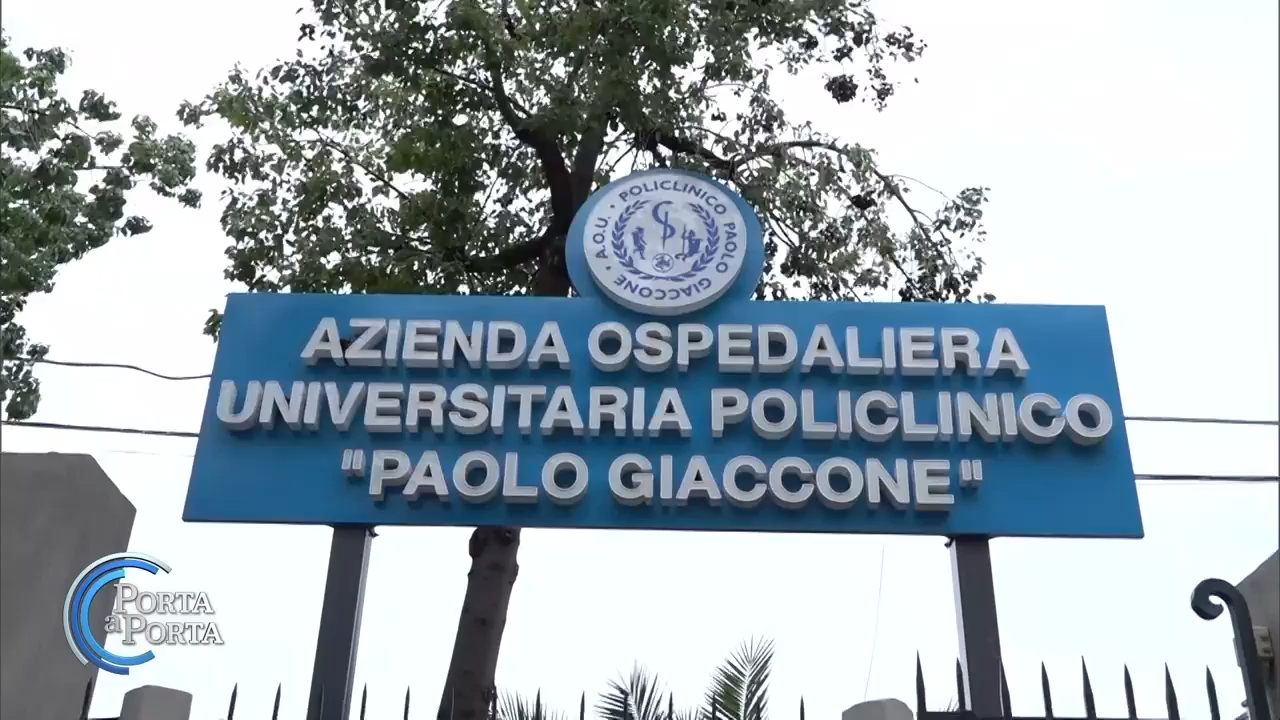 A.O.U. · POLICLINICO PAOLO GIACCONE ·
AZIENDA OSPEDALIERA
UNIVERSITARIA POLICLINICO
"PAOLO GIACCONE"
PORTA
a PORTA